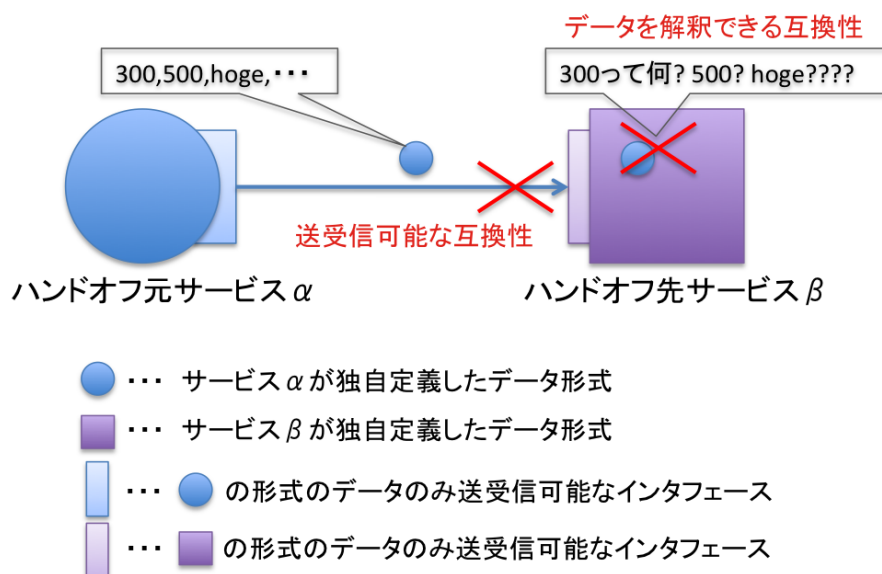 データを解釈できる互換性
300,500,hoge,・・・
300って何? 500? hoge????
送受信可能な互換性
ハンドオフ元サービスα
ハンドオフ先サービスβ
・・・ サービスαが独自定義したデータ形式
・・・ サービスβが独自定義したデータ形式
・・・ の形式のデータのみ送受信可能なインタフェース
・・・ の形式のデータのみ送受信可能なインタフェース